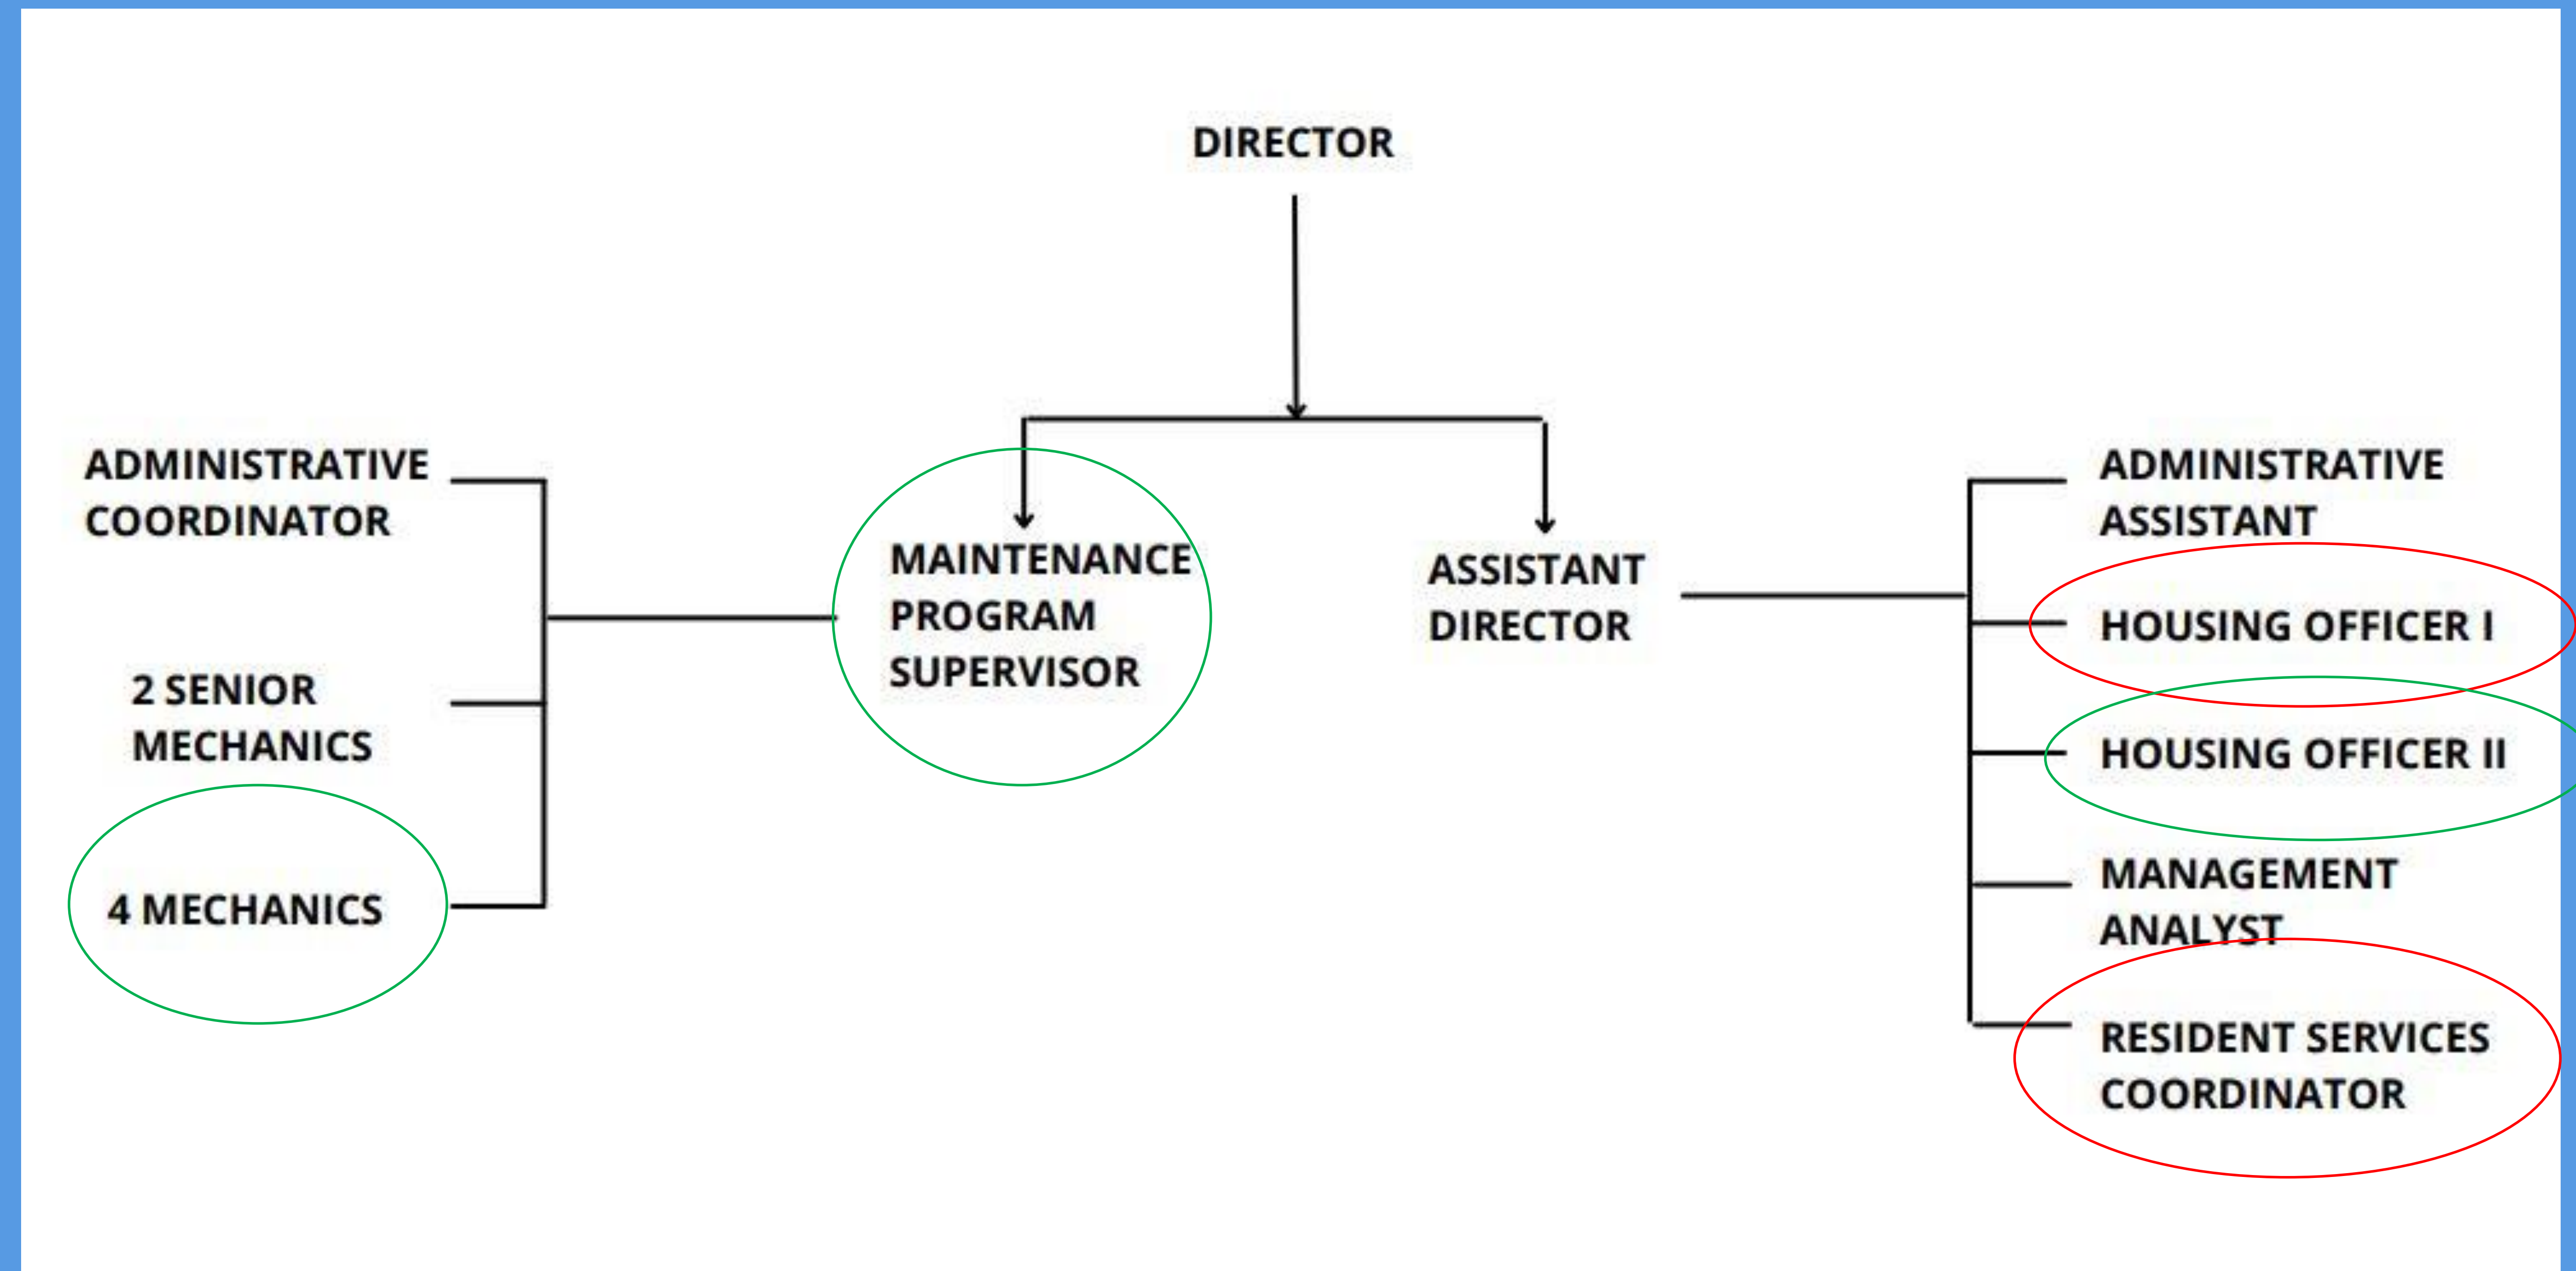 DIRECTOR
ADMINISTRATIVE
COORDINATOR
2 SENIOR
MECHANICS
4 MECHANICS
MAINTENANCE
PROGRAM
SUPERVISOR
ASSISTANT
DIRECTOR
ADMINISTRATIVE
ASSISTANT
HOUSING OFFICER I
HOUSING OFFICER II
MANAGEMENT
ANALYST
RESIDENT SERVICES
COORDINATOR